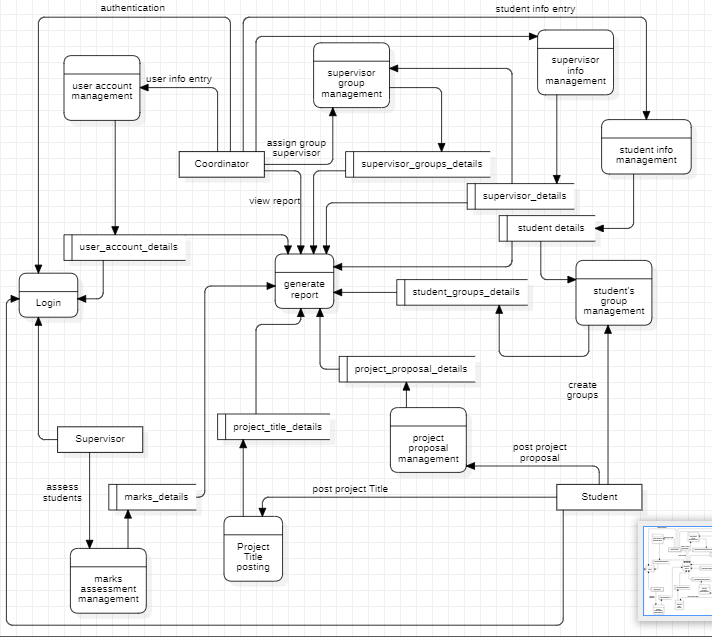 authentication
student info entry
user account
management
user info entry
supervisor
group
management
supervisor
info
management
student info
management
Coordinator
assign group
supervisor
supervisor_groups_details
view report
supervisor_details
student details
user_account_details
Login
generate
report
student_groups_details
student's
group
management
project_proposal_details
create
groups
project_title_details
project
proposal
management
Supervisor
post project
proposal
assess
students
marks_details
post project Title
Student
Project
Title
posting
marks
assessment
management